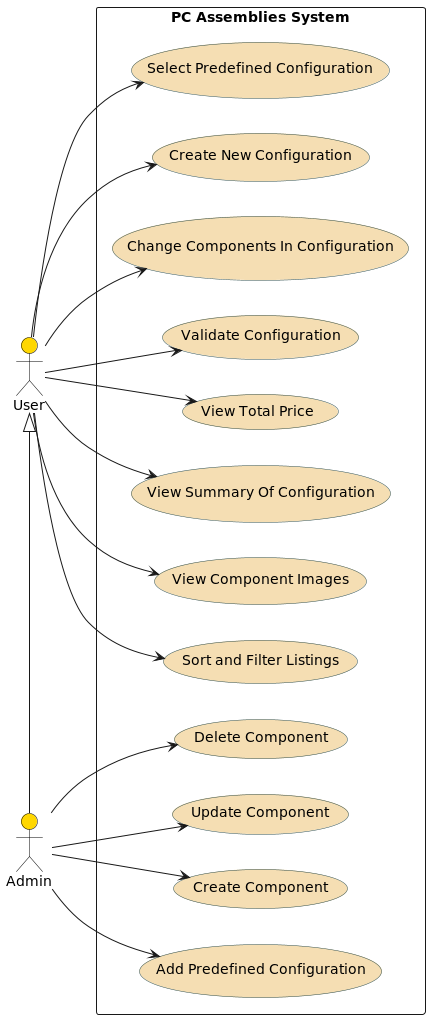 PC Assemblies System
Select Predefined Configuration
Create New Configuration
Change Components In Configuration
Validate Configuration
User
View Total Price
View Summary Of Configuration
View Component Images
Sort and Filter Listings
Delete Component
Update Component
Admin
Create Component
Add Predefined Configuration